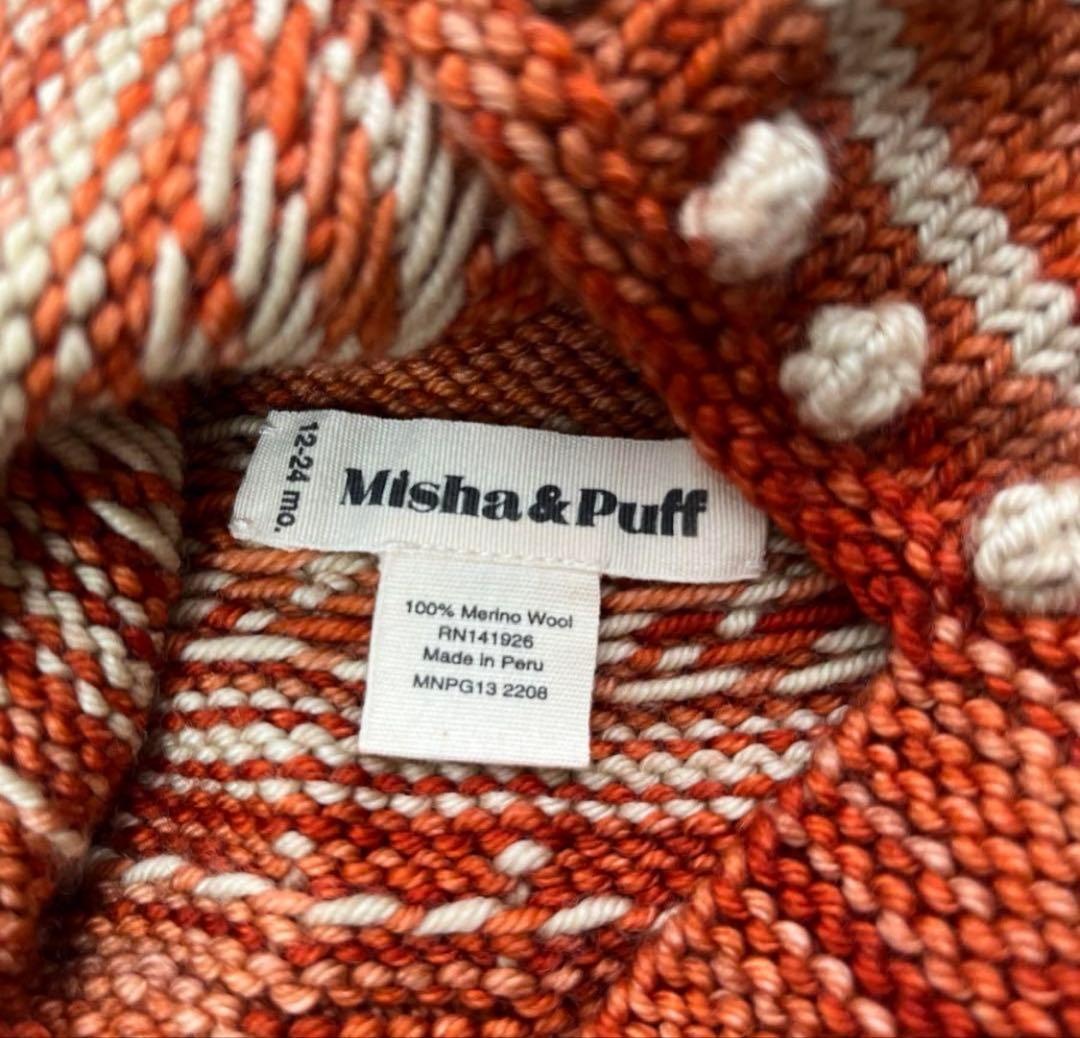 12-24 mo.
Misha&Puff
100% Merino Wool
RN141926
Made in Peru
MNPG13 2208